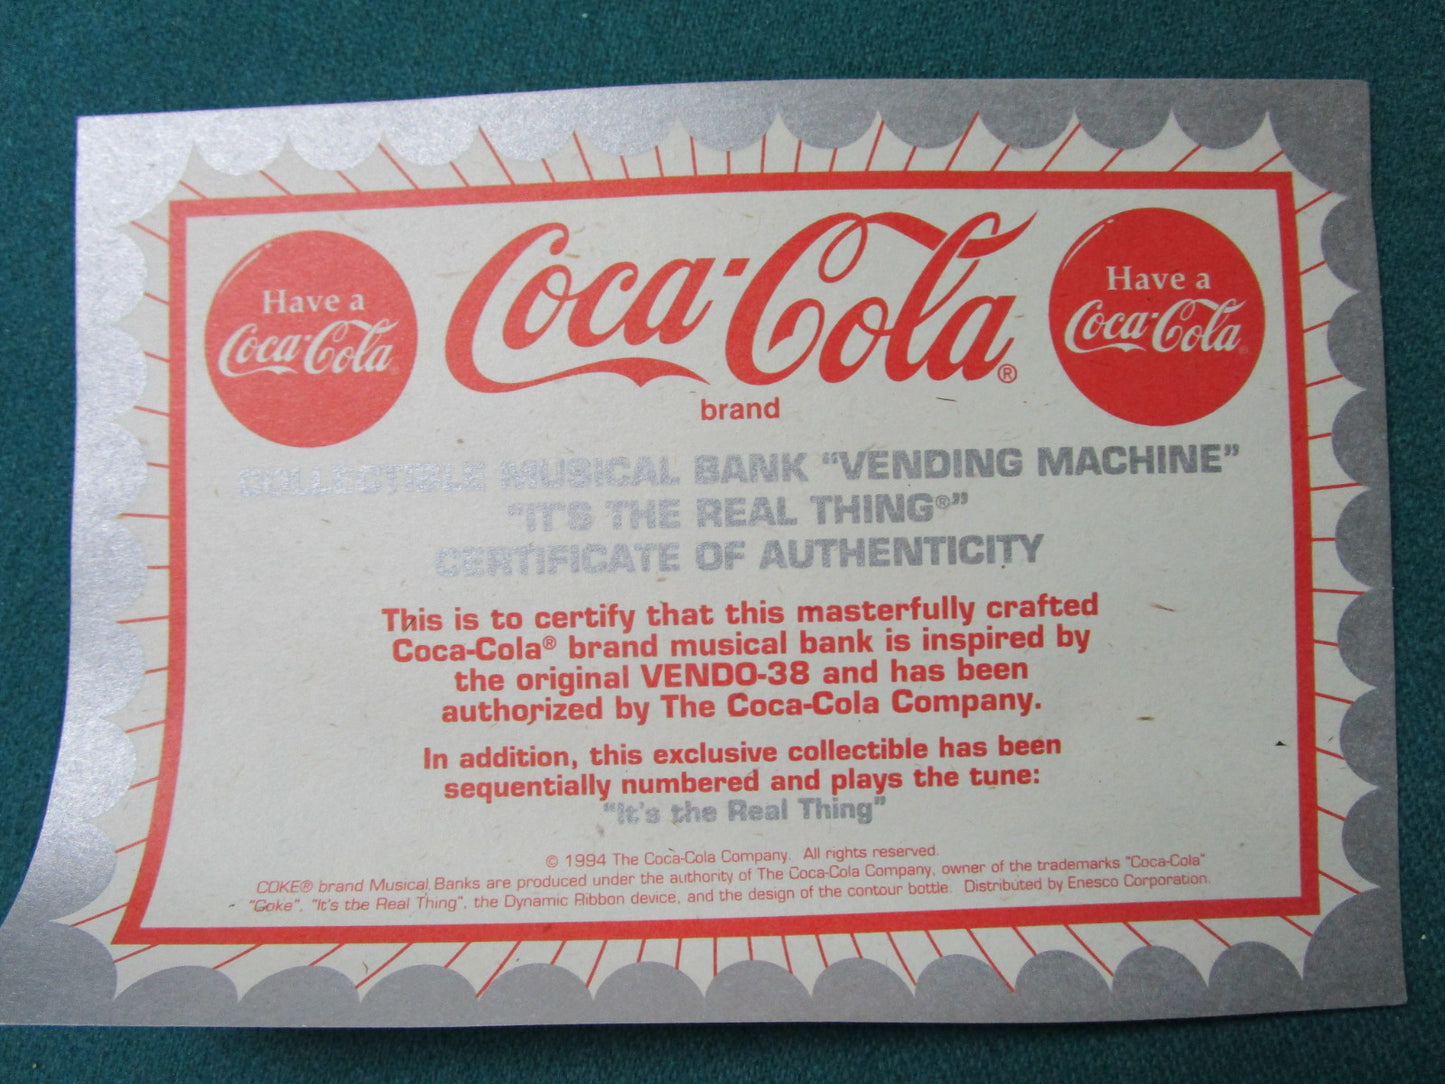 Have a
Coca-Cola
Coca-Cola®
brand
Have a
Coca-Cola
COLLECTIBLE MUSICAL BANK “VENDING MACHINE”
“IT'S THE REAL THING®”
CERTIFICATE OF AUTHENTICITY
This is to certify that this masterfully crafted
Coca-Cola® brand musical bank is inspired by
the original VENDO-38 and has been
authorized by The Coca-Cola Company.
In addition, this exclusive collectible has been
sequentially numbered and plays the tune:
“It's the Real Thing”
© 1994 The Coca-Cola Company. All rights reserved.
COKE® brand Musical Banks are produced under the authority of The Coca-Cola Company, owner of the trademarks “Coca-Cola”
“Coke”, “It's the Real Thing”, the Dynamic Ribbon device, and the design of the contour bottle. Distributed by Enesco Corporation.